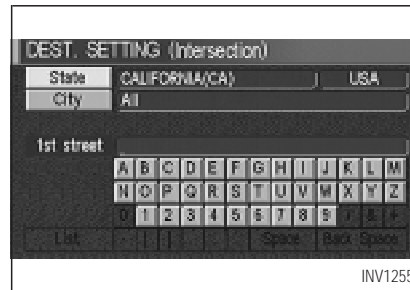 DEST. SETTING (Intersection)
State CALIFORNIA(CA) USA
City All
1st street
A B C D E F G H I J K L M
N O P Q R S T U V W X Y Z
0 1 2 3 4 5 6 7 8 9 / & +
List - [ ] Space Back Space
INV1255